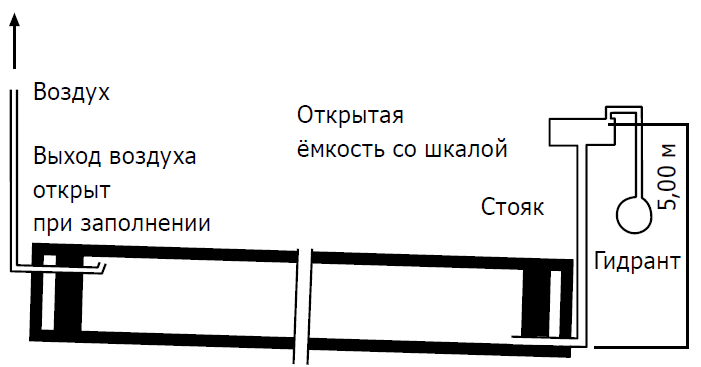 Воздух
Выход воздуха
открыт
при заполнении
Открытая
ёмкость со шкалой
Стояк
5,00 м
Гидрант